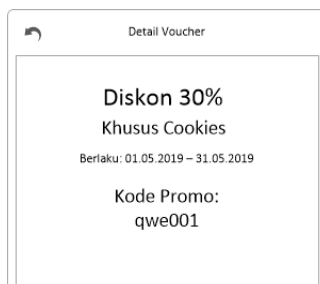 Detail Voucher
Diskon 30%
Khusus Cookies
Berlaku: 01.05.2019 – 31.05.2019
Kode Promo:
qwe001